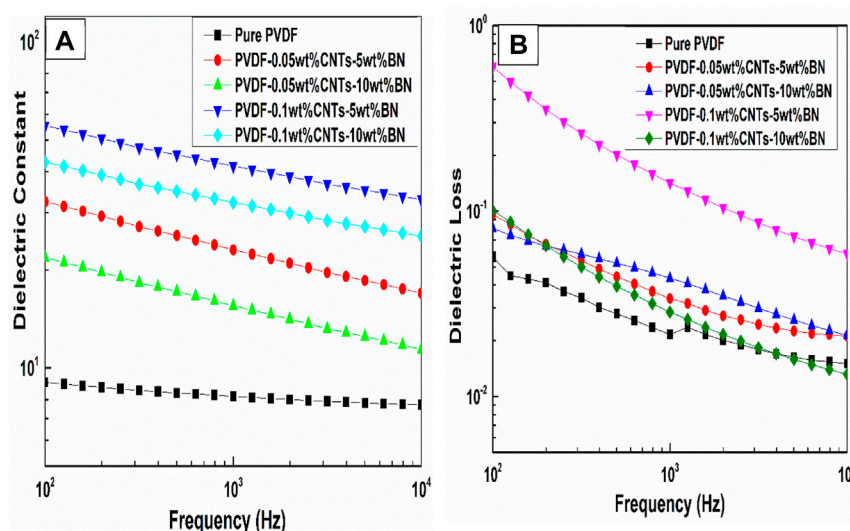 A
Pure PVDF
PVDF-0.05wt%CNTs-5wt%BN
PVDF-0.05wt%CNTs-10wt%BN
PVDF-0.1wt%CNTs-5wt%BN
PVDF-0.1wt%CNTs-10wt%BN
10²
10¹
Dielectric Constant
10² 10³ 10⁴
Frequency (Hz)
B
Pure PVDF
PVDF-0.05wt%CNTs-5wt%BN
PVDF-0.05wt%CNTs-10wt%BN
PVDF-0.1wt%CNTs-5wt%BN
PVDF-0.1wt%CNTs-10wt%BN
10⁰
10⁻¹
10⁻²
Dielectric Loss
10² 10³ 10
Frequency (Hz)